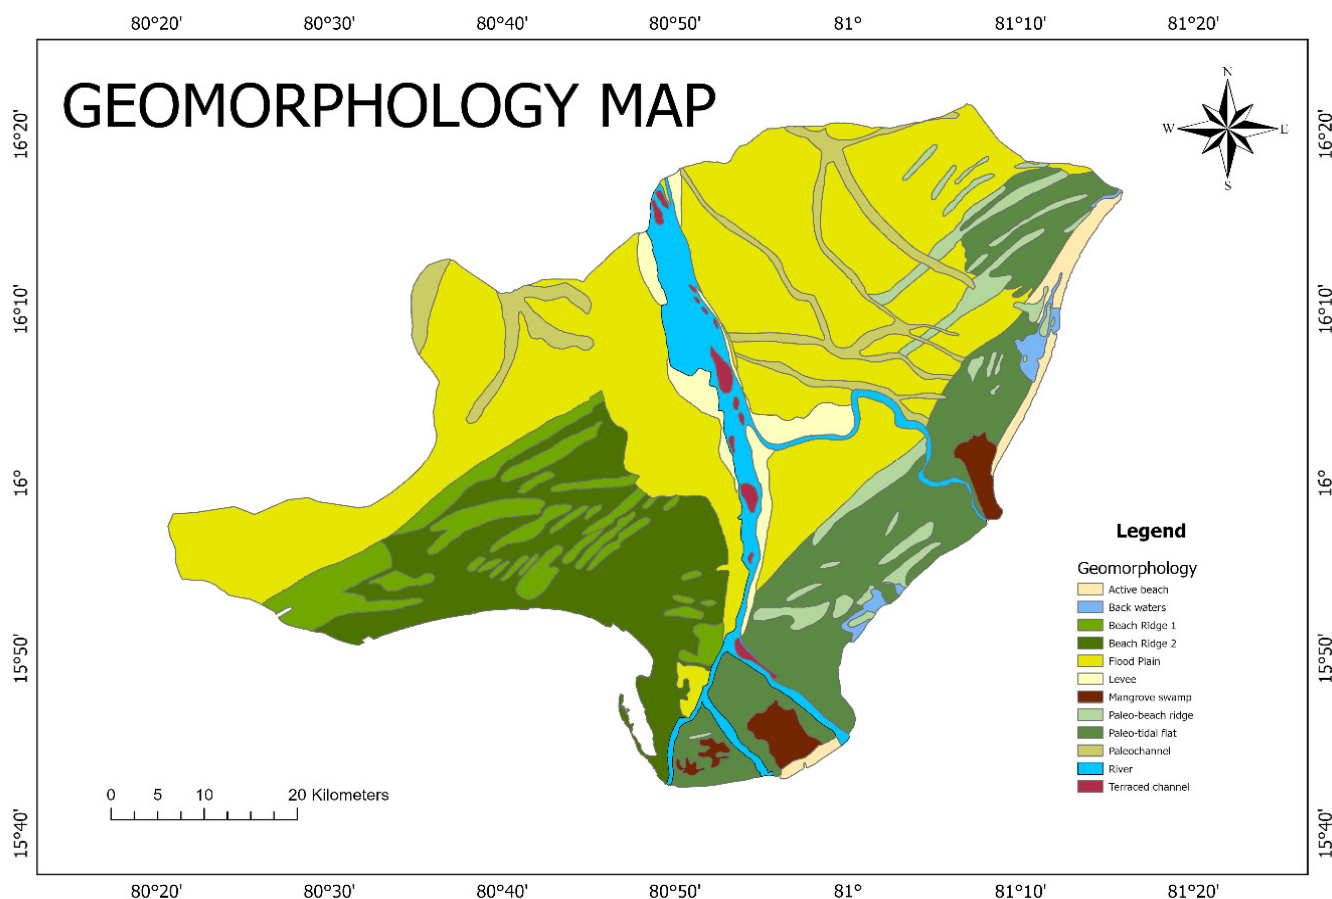 80°20' 80°30' 80°40' 80°50' 81° 81°10' 81°20'
GEOMORPHOLOGY MAP
N
W E
S
16°20' 16°20'
16°10' 16°10'
16° 16°
15°50' 15°50'
15°40' 15°40'
Legend
Geomorphology
Active beach
Back waters
Beach Ridge 1
Beach Ridge 2
Flood Plain
Levee
Mangrove swamp
Paleo-beach ridge
Paleo-tidal flat
Paleochannel
River
Terraced channel
0 5 10 20 Kilometers
80°20' 80°30' 80°40' 80°50' 81° 81°10' 81°20'